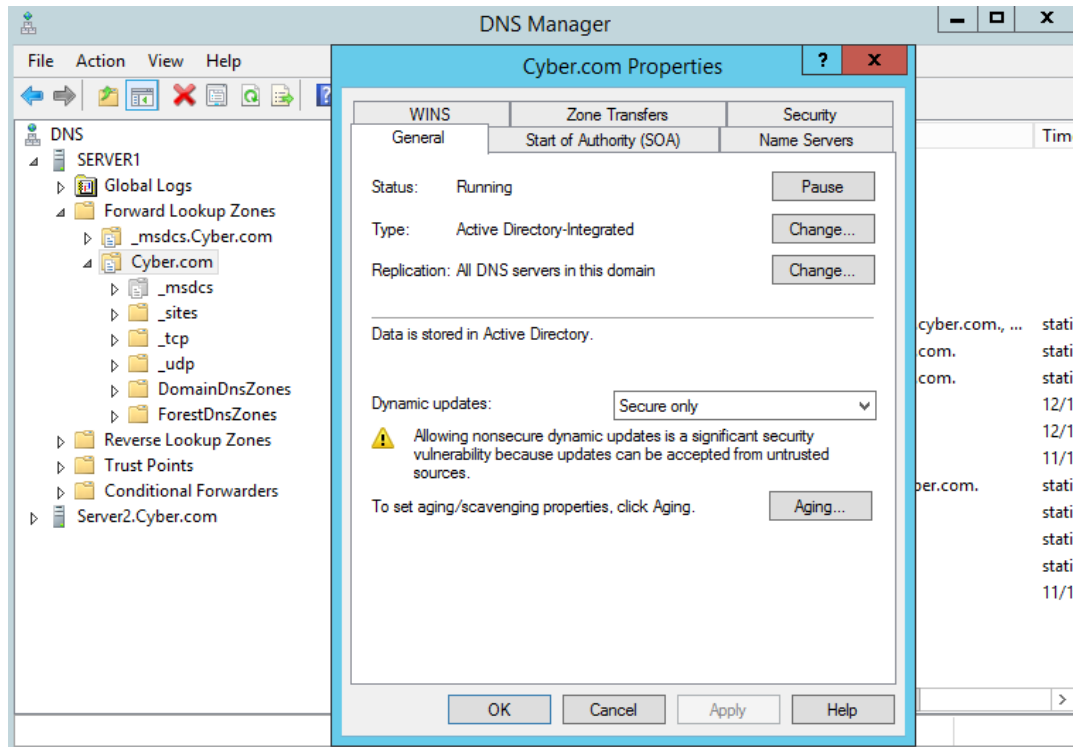 DNS Manager
File Action View Help
DNS
SERVER1
Global Logs
Forward Lookup Zones
_msdcs.Cyber.com
Cyber.com
_msdcs
_sites
_tcp
_udp
DomainDnsZones
ForestDnsZones
Reverse Lookup Zones
Trust Points
Conditional Forwarders
Server2.Cyber.com
Cyber.com Properties
? x
WINS Zone Transfers Security
General Start of Authority (SOA) Name Servers
Status: Running Pause
Type: Active Directory-Integrated Change...
Replication: All DNS servers in this domain Change...
Data is stored in Active Directory.
Dynamic updates: Secure only
Allowing nonsecure dynamic updates is a significant security
vulnerability because updates can be accepted from untrusted
sources.
To set aging/scavenging properties, click Aging. Aging...
OK Cancel Apply Help
Tim
.cyber.com., ... stati
.com. stati
.com. stati
12/1
12/1
11/1
ber.com. stati
stati
stati
stati
11/1